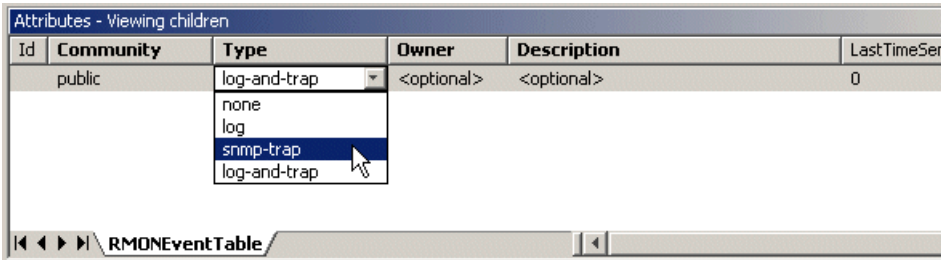 Attributes - Viewing children
Id Community Type Owner Description LastTimeSer
public log-and-trap <optional> <optional> 0
none
log
snmp-trap
log-and-trap
RMONEventTable